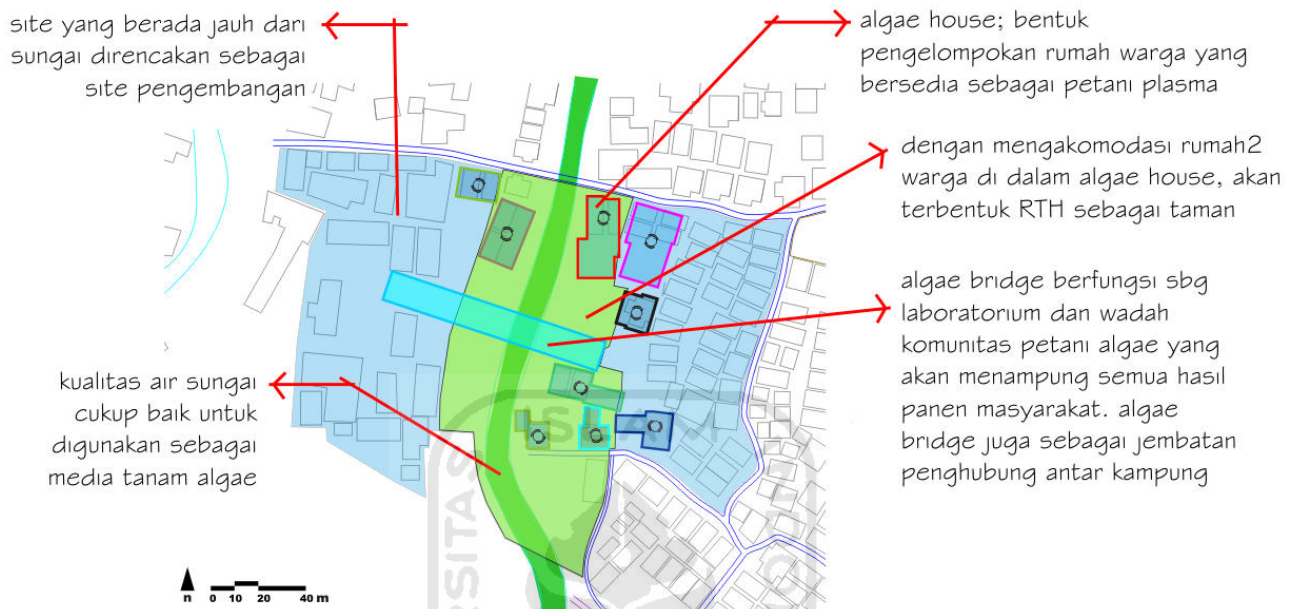 site yang berada jauh dari
sungai direncakan sebagai
site pengembangan
algae house; bentuk
pengelompokan rumah warga yang
bersedia sebagai petani plasma
dengan mengakomodasi rumah2
warga di dalam algae house, akan
terbentuk RTH sebagai taman
algae bridge berfungsi sbg
laboratorium dan wadah
komunitas petani algae yang
akan menampung semua hasil
panen masyarakat. algae
bridge juga sebagai jembatan
penghubung antar kampung
kualitas air sungai
cukup baik untuk
digunakan sebagai
media tanam algae
n 0 10 20 40 m
ISLAM